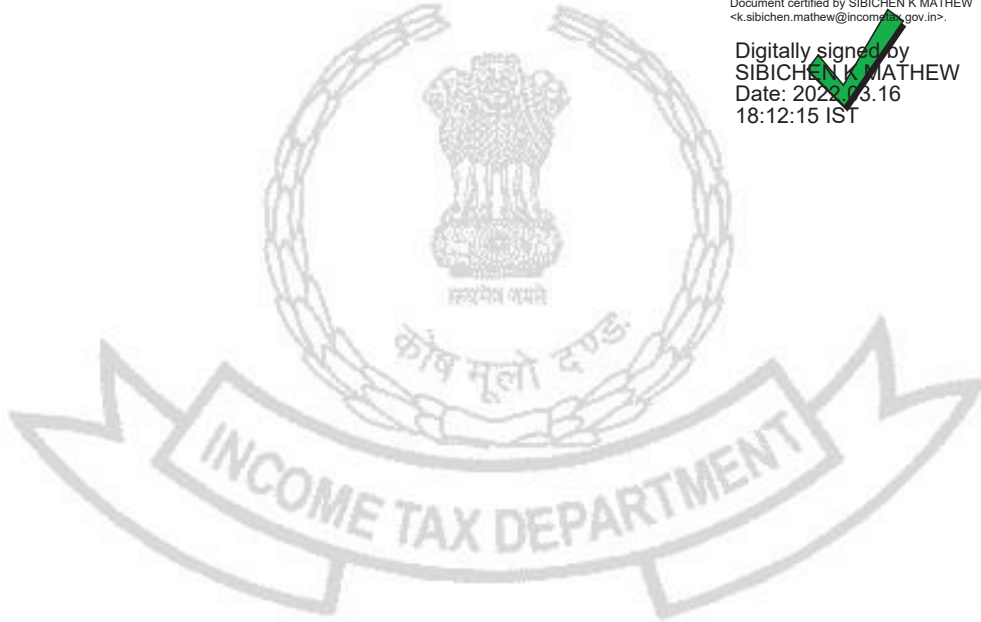 Document certified by SIBICHEN K MATHEW
<k.sibichen.mathew@incometax.gov.in>.
Digitally signed by
SIBICHEN K MATHEW
Date: 2022.03.16
18:12:15 IST
सत्यमेव जयते
कोष मूलो दण्डः
INCOME TAX DEPARTMENT